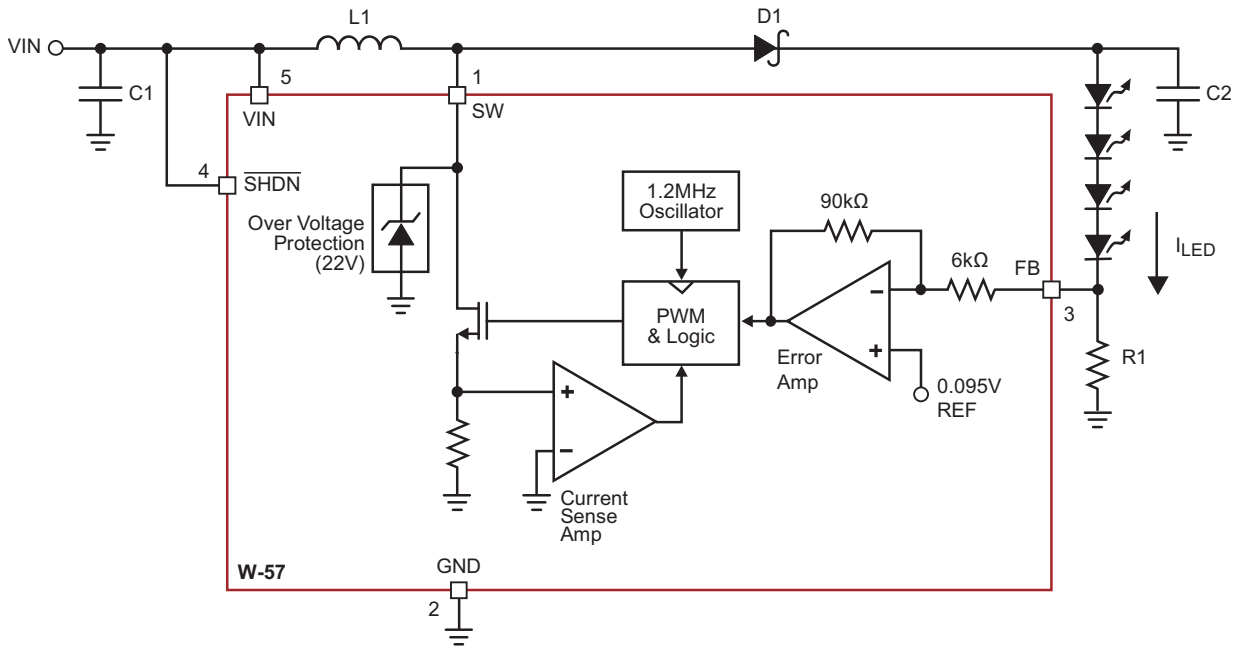 L1
D1
VIN
C1
5
VIN
1
SW
C2
4
SHDN
Over Voltage
Protection
(22V)
1.2MHz
Oscillator
90kΩ
6kΩ
FB
3
ILED
PWM
& Logic
Error
Amp
0.095V
REF
R1
Current
Sense
Amp
W-57
GND
2